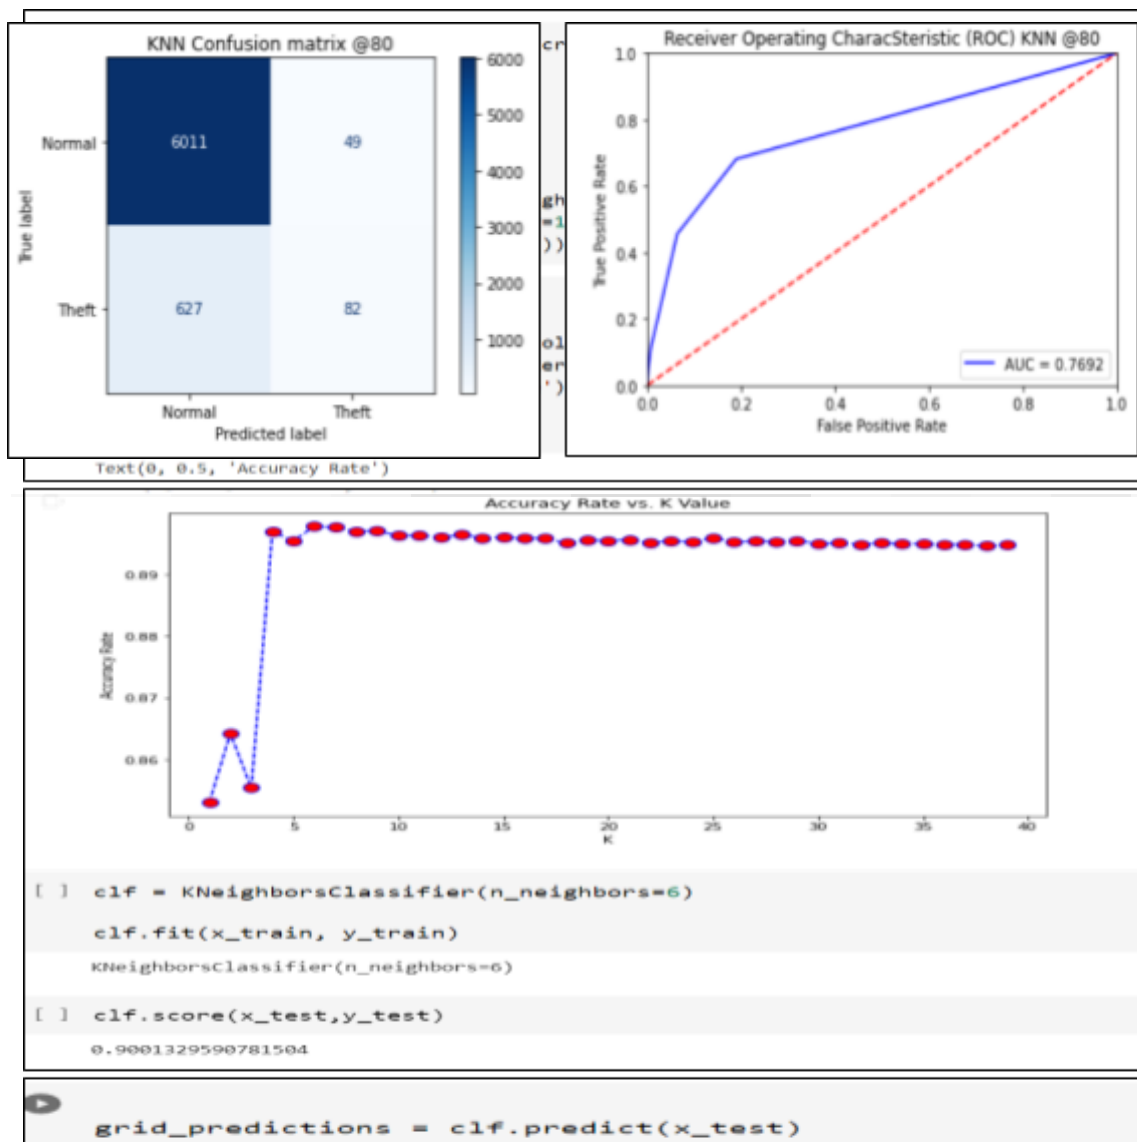 KNN Confusion matrix @80
6000
5000
4000
3000
2000
1000
Normal
Theft
6011
49
627
82
True label
Normal
Theft
Predicted label
cr
gh
=1
))
ol
er
')
Receiver Operating CharacSteristic (ROC) KNN @80
True Positive Rate
1.0
0.8
0.6
0.4
0.2
0.0
AUC = 0.7692
0.0
0.2
0.4
0.6
0.8
1.0
False Positive Rate
Text(0, 0.5, 'Accuracy Rate')
Accuracy Rate vs. K Value
Accuracy Rate
0.89
0.88
0.87
0.86
0
5
10
15
20
25
30
35
40
K
[ ] clf = KNeighborsClassifier(n_neighbors=6)
clf.fit(x_train, y_train)
KNeighborsClassifier(n_neighbors=6)
[ ] clf.score(x_test,y_test)
0.9001329590781504
grid_predictions = clf.predict(x_test)